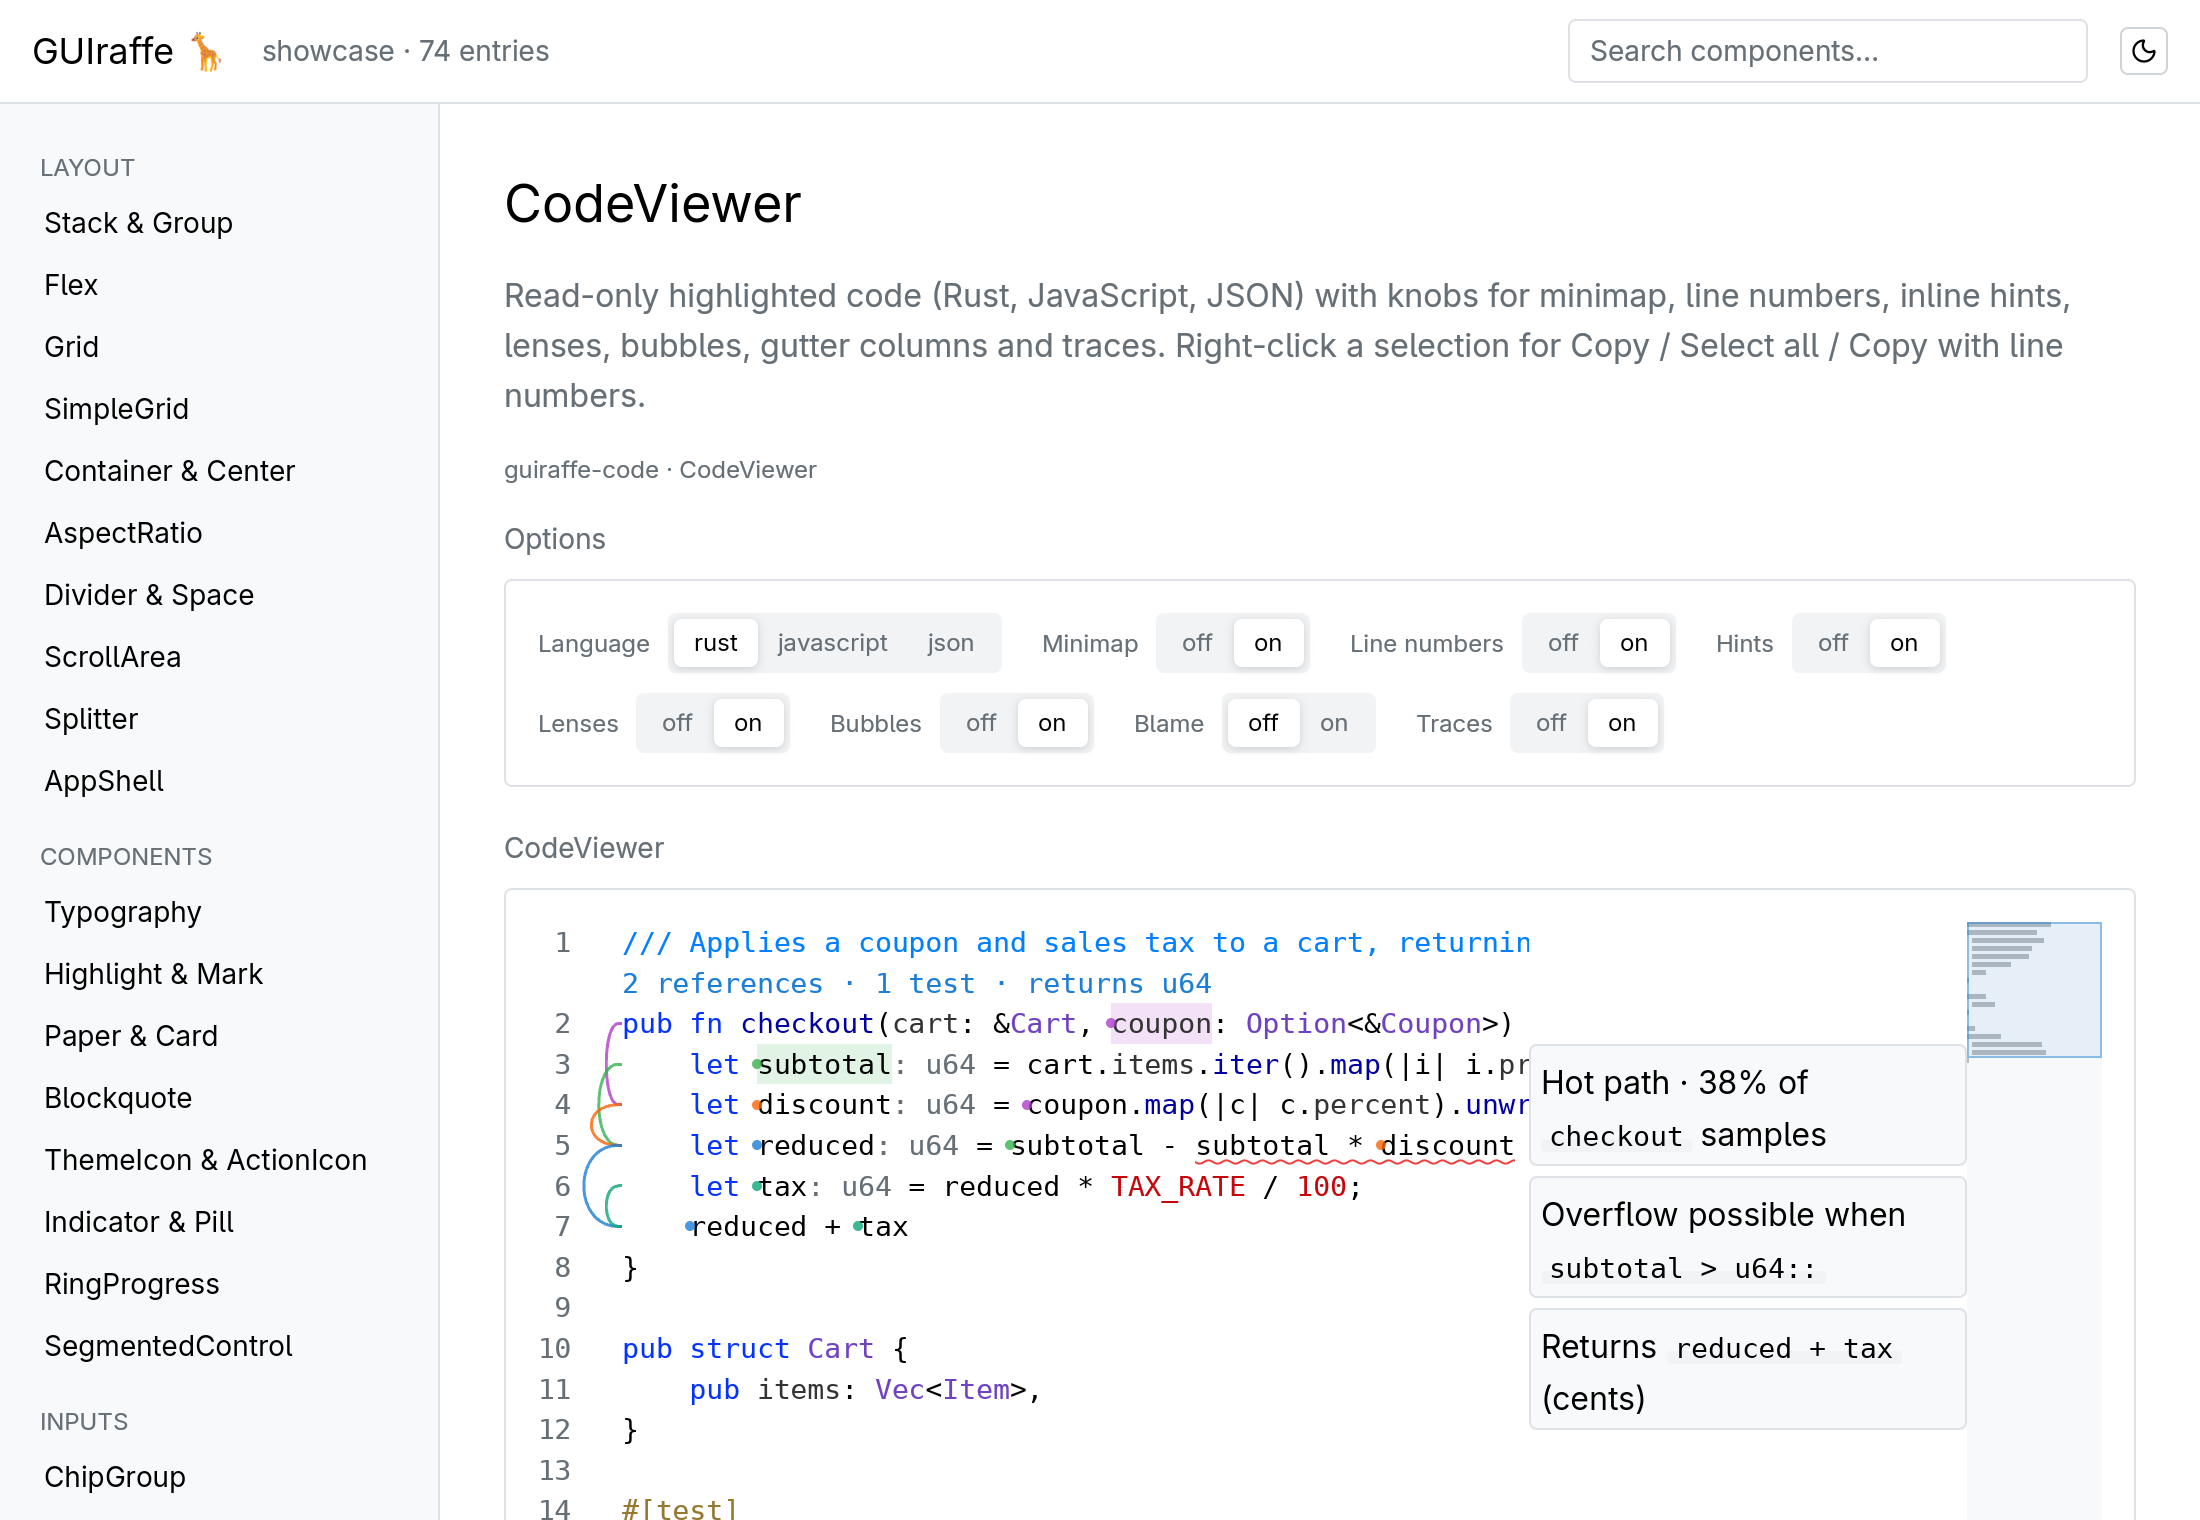 GUIraffe 🦒 showcase · 74 entries
Search components...
LAYOUT
Stack & Group
Flex
Grid
SimpleGrid
Container & Center
AspectRatio
Divider & Space
ScrollArea
Splitter
AppShell
COMPONENTS
Typography
Highlight & Mark
Paper & Card
Blockquote
ThemeIcon & ActionIcon
Indicator & Pill
RingProgress
SegmentedControl
INPUTS
ChipGroup
CodeViewer
Read-only highlighted code (Rust, JavaScript, JSON) with knobs for minimap, line numbers, inline hints,
lenses, bubbles, gutter columns and traces. Right-click a selection for Copy / Select all / Copy with line
numbers.
guiraffe-code · CodeViewer
Options
Language rust javascript json Minimap off on Line numbers off on Hints off on
Lenses off on Bubbles off on Blame off on Traces off on
CodeViewer
1 /// Applies a coupon and sales tax to a cart, returnin
2 references · 1 test · returns u64
2 pub fn checkout(cart: &Cart, coupon: Option<&Coupon>)
3 let subtotal: u64 = cart.items.iter().map(|i| i.pr
4 let discount: u64 = coupon.map(|c| c.percent).unwr
5 let reduced: u64 = subtotal - subtotal * discount
6 let tax: u64 = reduced * TAX_RATE / 100;
7 reduced + tax
8 }
9
10 pub struct Cart {
11 pub items: Vec<Item>,
12 }
13
14 #[test]
Hot path · 38% of
checkout samples
Overflow possible when
subtotal > u64::
Returns reduced + tax
(cents)